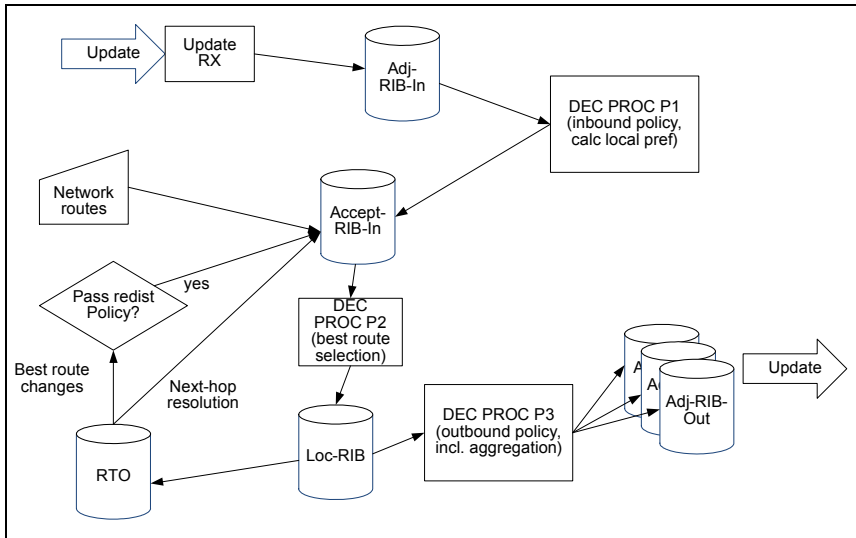 Update
Update
RX
Adj-
RIB-In
DEC PROC P1
(inbound policy,
calc local pref)
Network
routes
Accept-
RIB-In
Pass redist
Policy?
yes
DEC
PROC P2
(best route
selection)
Best route
changes
Next-hop
resolution
RTO
Loc-RIB
DEC PROC P3
(outbound policy,
incl. aggregation)
A
A
Adj-RIB-
Out
Update